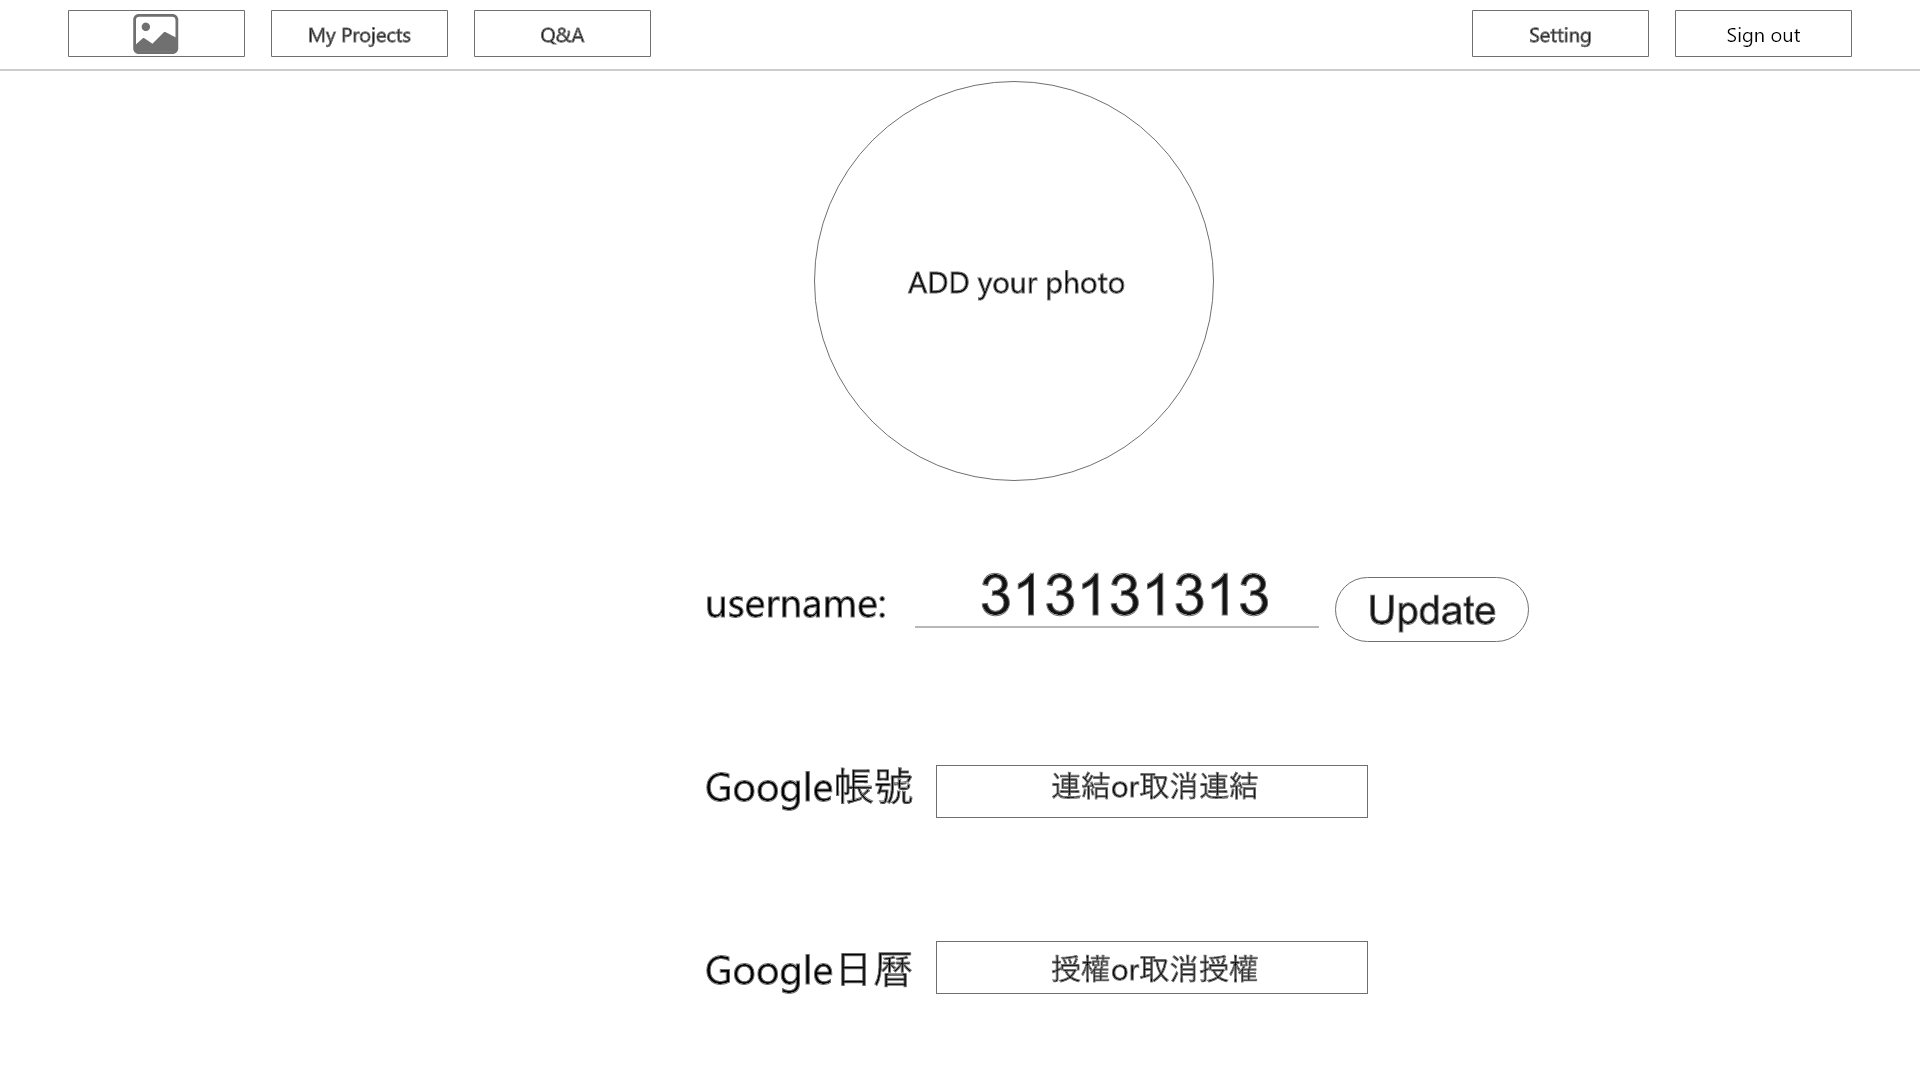 My Projects
Q&A
Setting
Sign out
ADD your photo
username:
313131313
Update
Google帳號
連結or取消連結
Google日曆
授權or取消授權